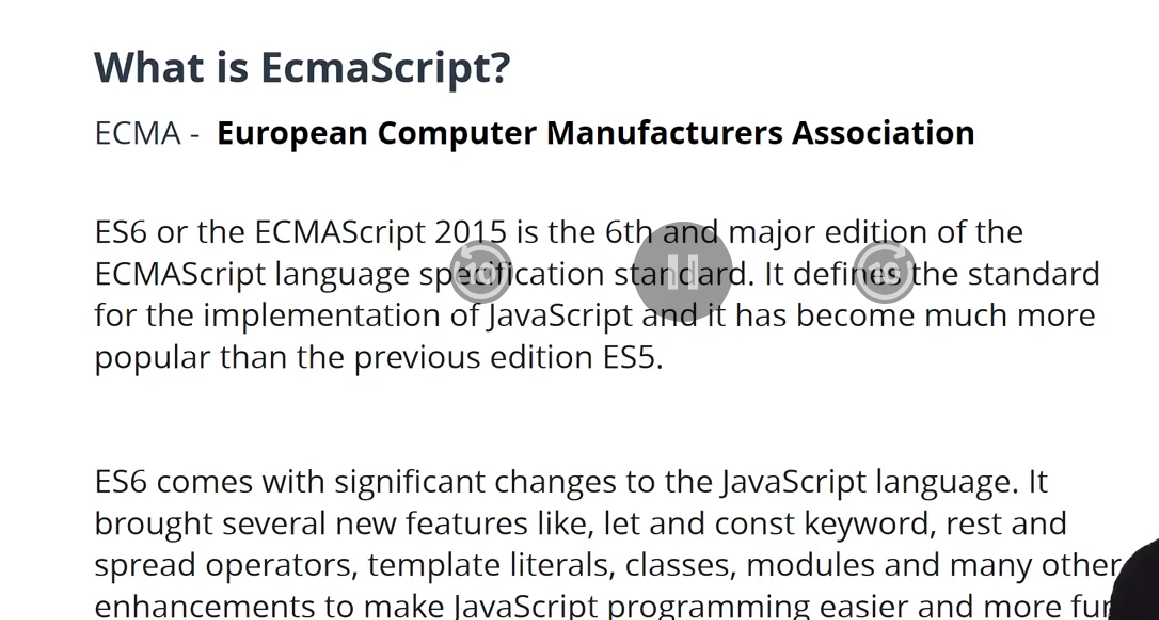 What is EcmaScript?
ECMA - European Computer Manufacturers Association
ES6 or the ECMAScript 2015 is the 6th and major edition of the
ECMAScript language specification standard. It defines the standard
for the implementation of JavaScript and it has become much more
popular than the previous edition ES5.
ES6 comes with significant changes to the JavaScript language. It
brought several new features like, let and const keyword, rest and
spread operators, template literals, classes, modules and many other
enhancements to make JavaScript programming easier and more fun